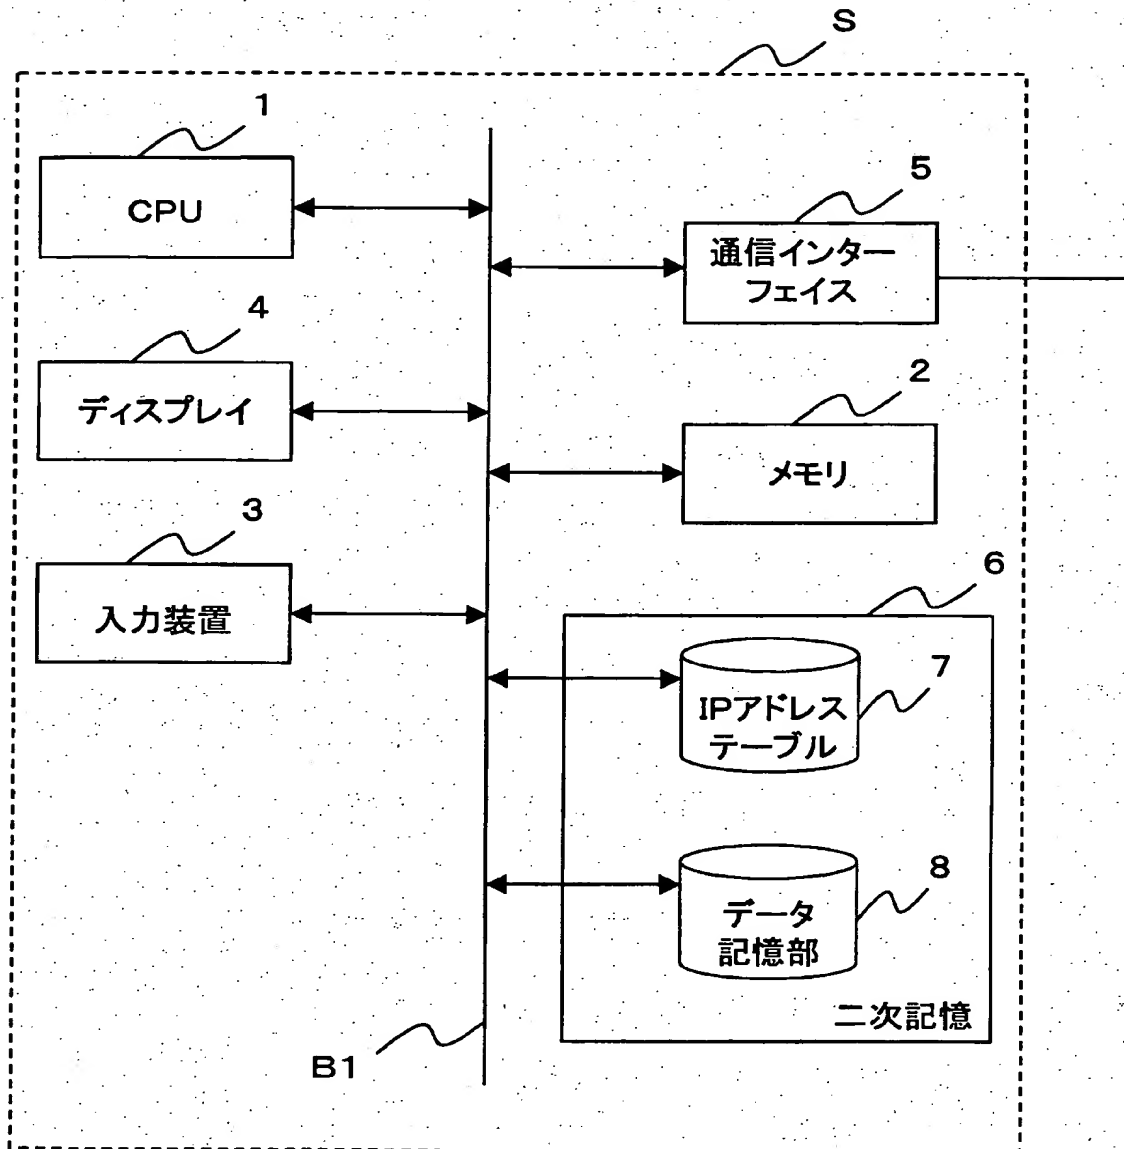 S
1
CPU
5
通信インター
フェイス
4
ディスプレイ
2
メモリ
3
入力装置
6
7
IPアドレス
テーブル
8
データ
記憶部
二次記憶
B1